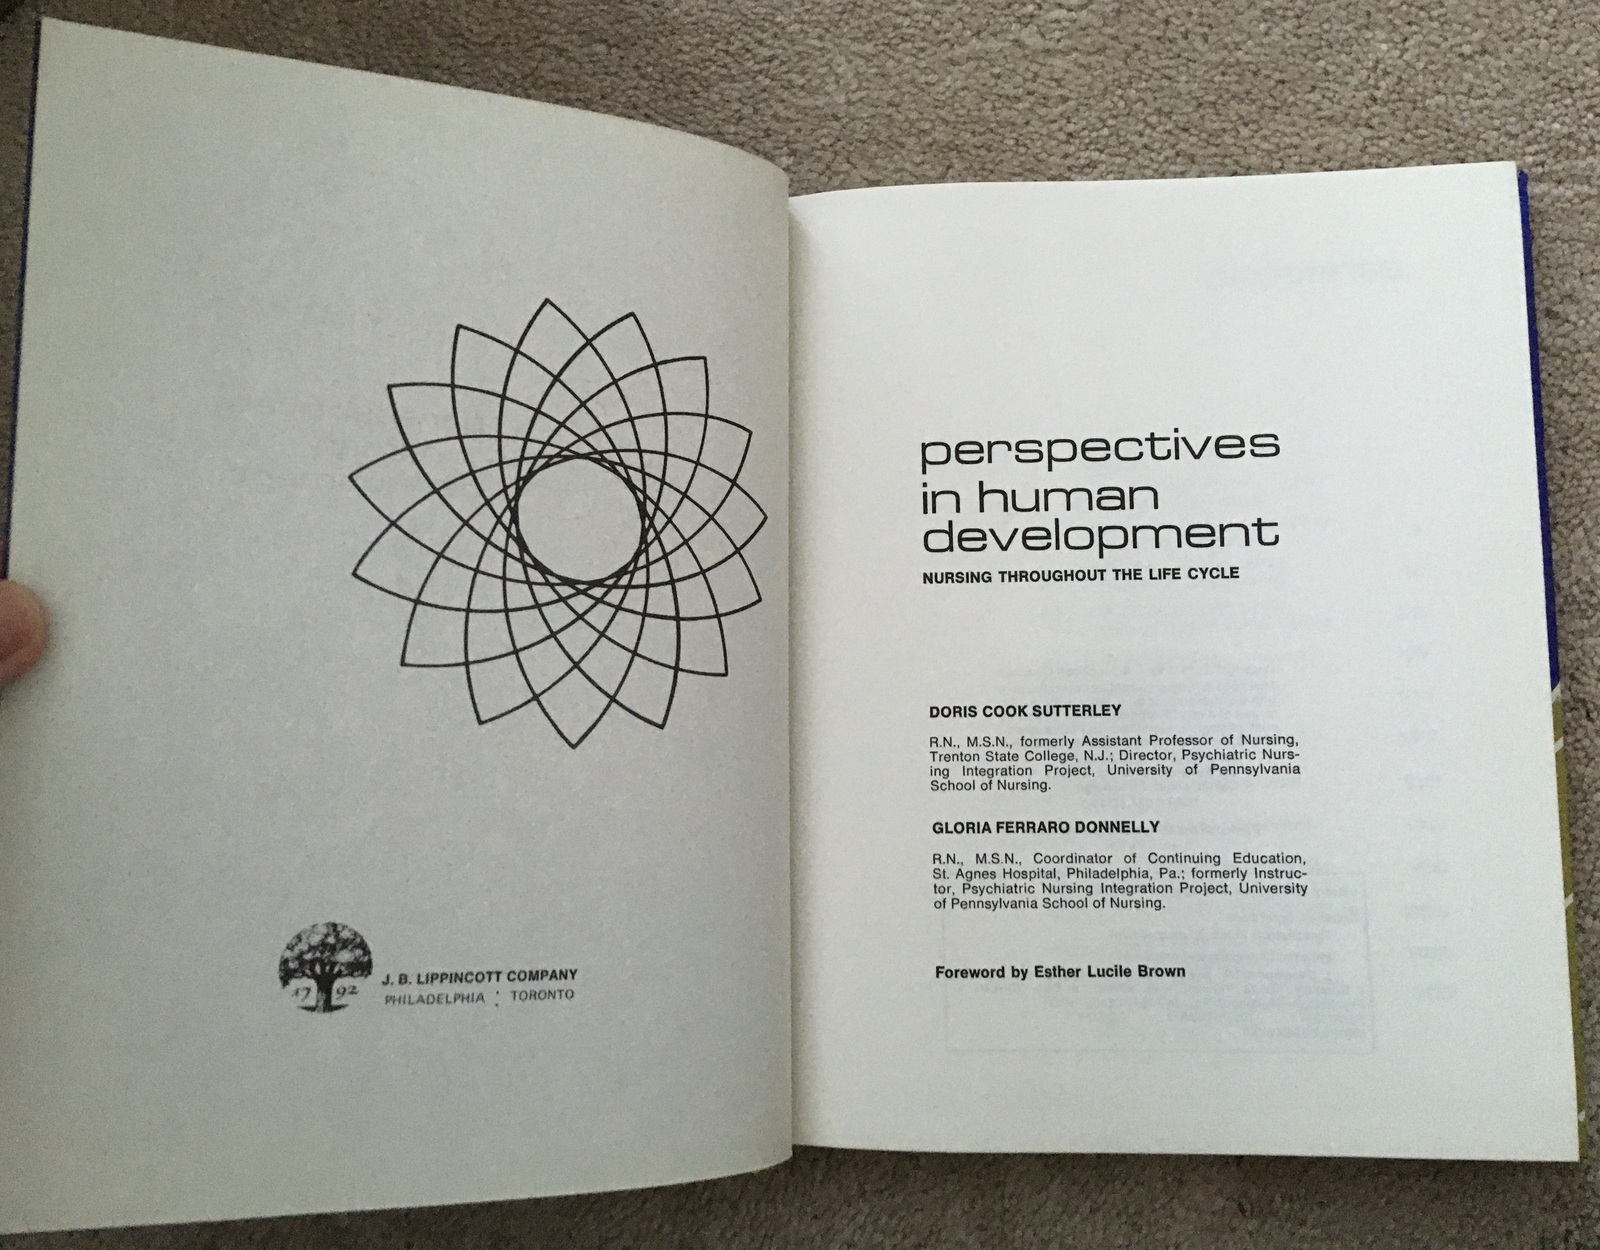 17 92
J. B. LIPPINCOTT COMPANY
PHILADELPHIA : TORONTO
perspectives
in human
development
NURSING THROUGHOUT THE LIFE CYCLE
DORIS COOK SUTTERLEY
R.N., M.S.N., formerly Assistant Professor of Nursing,
Trenton State College, N.J.; Director, Psychiatric Nurs-
ing Integration Project, University of Pennsylvania
School of Nursing.
GLORIA FERRARO DONNELLY
R.N., M.S.N., Coordinator of Continuing Education,
St. Agnes Hospital, Philadelphia, Pa.; formerly Instruc-
tor, Psychiatric Nursing Integration Project, University
of Pennsylvania School of Nursing.
Foreword by Esther Lucile Brown